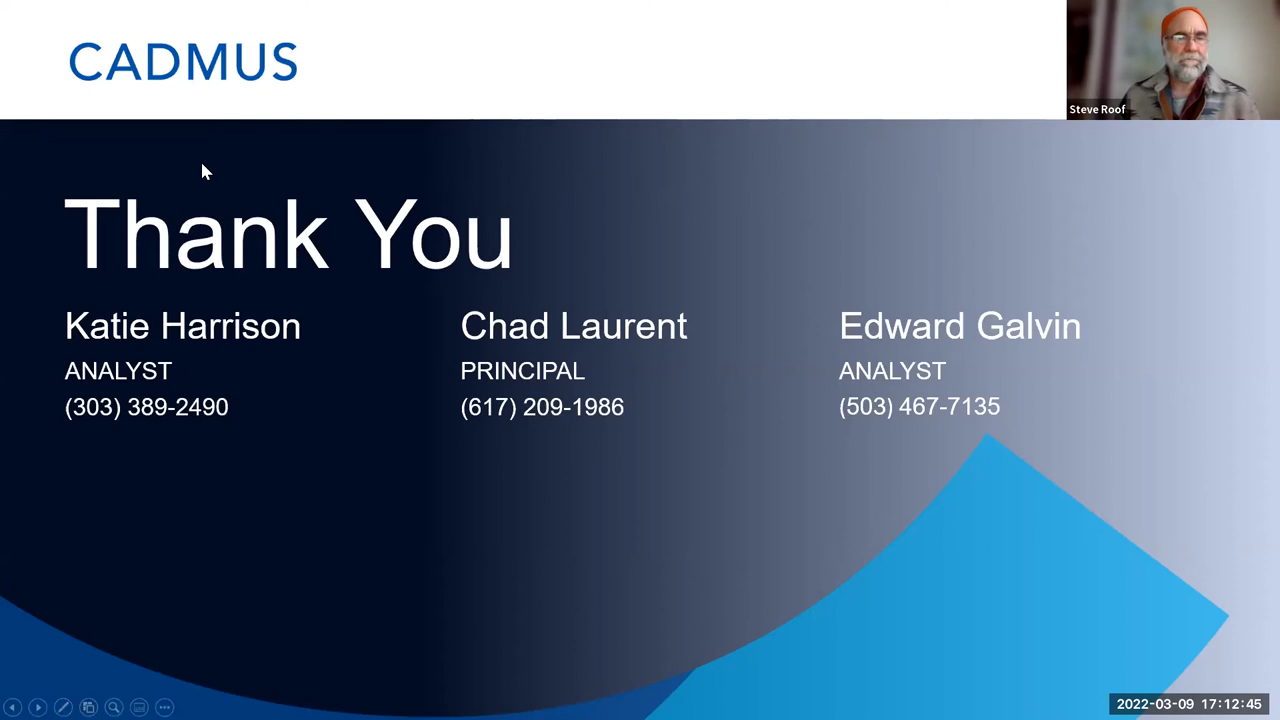 CADMUS
Steve Roof
Thank You
Katie Harrison
ANALYST
(303) 389-2490
Chad Laurent
PRINCIPAL
(617) 209-1986
Edward Galvin
ANALYST
(503) 467-7135
2022-03-09 17:12:45